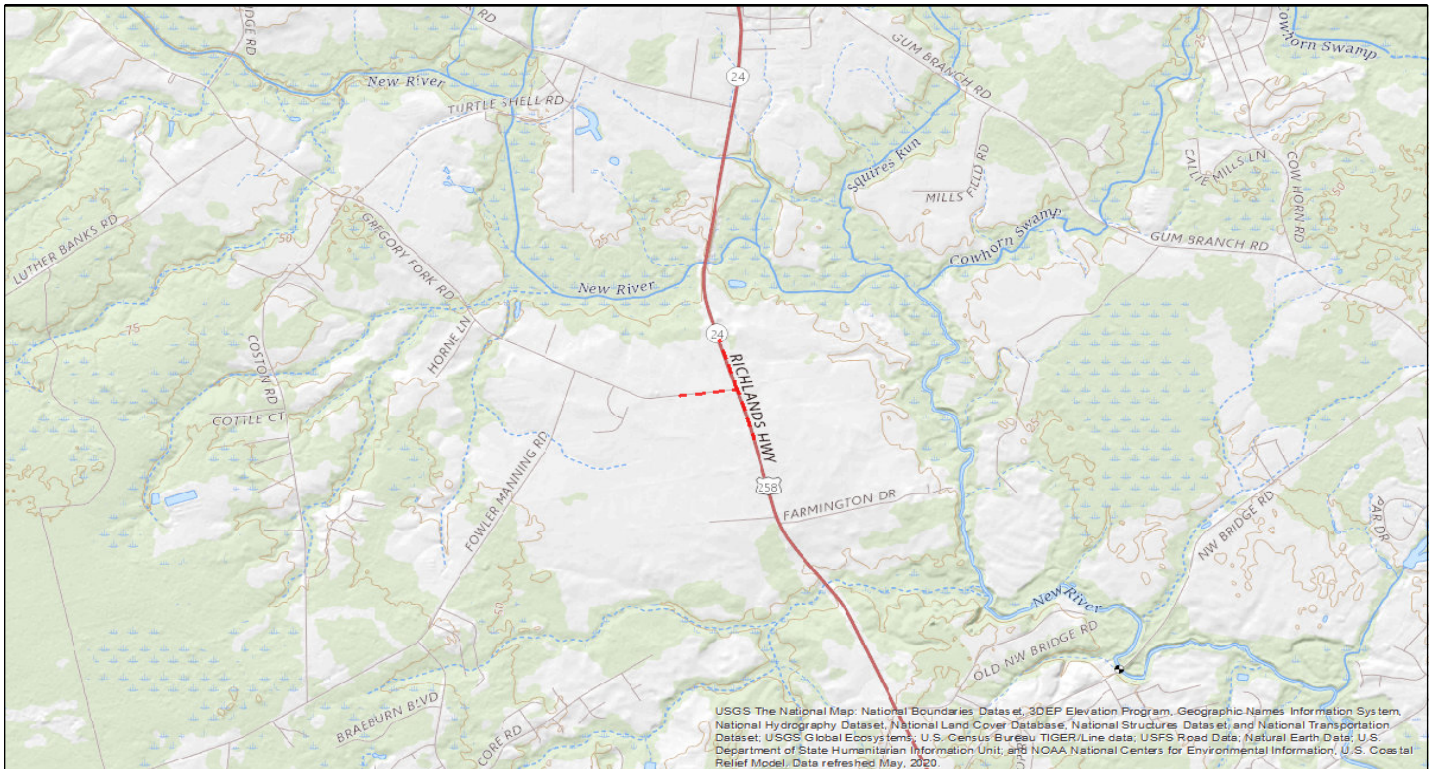 RIDGE RD
New River
TURTLE SHELL RD
24
GUM BRANCH RD
Cowhorn Swamp
Squires Run
MILLS FIELD RD
CALLIE MILLS LN
COW HORN RD
LUTHER BANKS RD
GREGORY FORK RD
New River
Cowhorn Swamp
GUM BRANCH RD
50
25
25
50
75
HORNE LN
COSTON RD
COTTLE CT
24
RICHLANDS HWY
FOWLER MANNING RD
258
FARMINGTON DR
NW BRIDGE RD
PAR DR
50
New River
OLD NW BRIDGE RD
BRAEBURN BLVD
CORE RD
USGS The National Map: National Boundaries Dataset, 3DEP Elevation Program, Geographic Names Information System,
National Hydrography Dataset, National Land Cover Database, National Structures Dataset, and National Transportation
Dataset; USGS Global Ecosystems; U.S. Census Bureau TIGER/Line data; USFS Road Data; Natural Earth Data; U.S.
Department of State Humanitarian Information Unit; and NOAA National Centers for Environmental Information, U.S. Coastal
Relief Model. Data refreshed May, 2020.